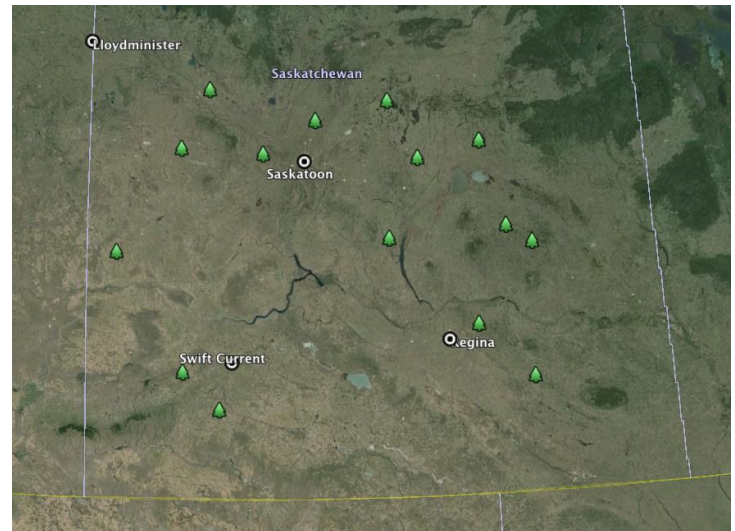 Lloydminister
Saskatchewan
Saskatoon
Swift Current
Regina